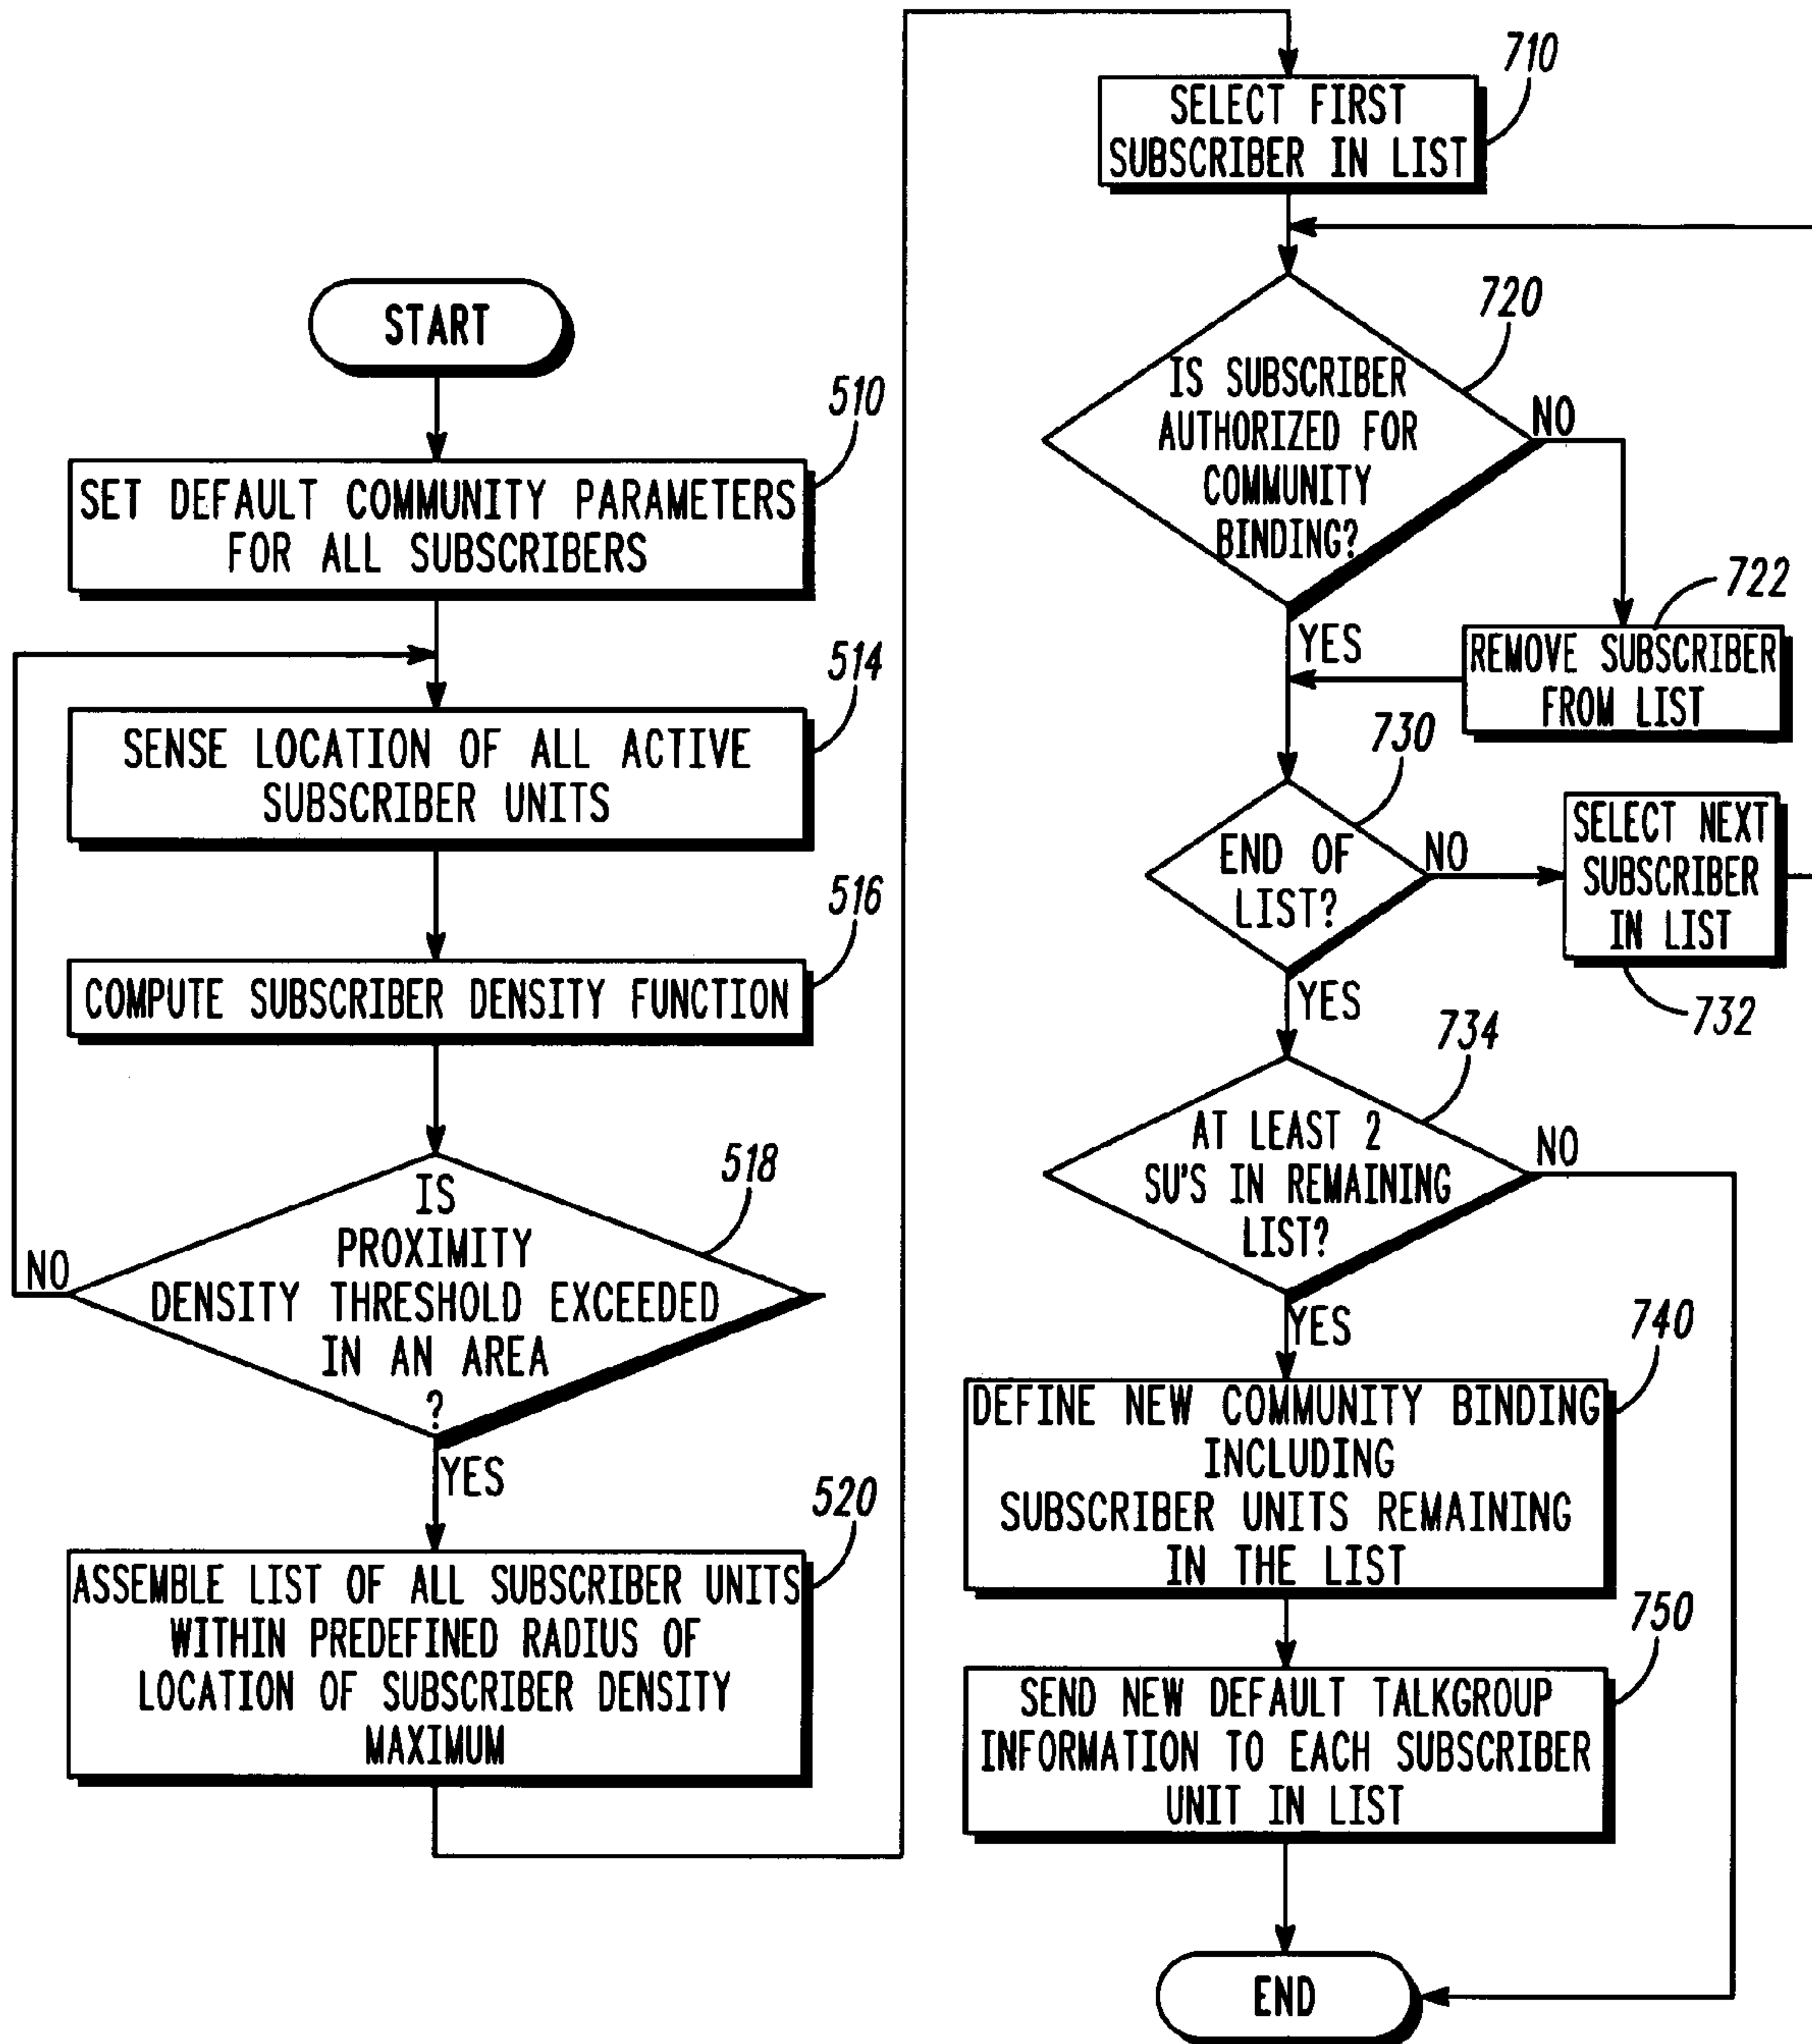 START
510
SET DEFAULT COMMUNITY PARAMETERS
FOR ALL SUBSCRIBERS
514
SENSE LOCATION OF ALL ACTIVE
SUBSCRIBER UNITS
516
COMPUTE SUBSCRIBER DENSITY FUNCTION
518
IS
PROXIMITY
DENSITY THRESHOLD EXCEEDED
IN AN AREA
?
NO
YES
520
ASSEMBLE LIST OF ALL SUBSCRIBER UNITS
WITHIN PREDEFINED RADIUS OF
LOCATION OF SUBSCRIBER DENSITY
MAXIMUM
710
SELECT FIRST
SUBSCRIBER IN LIST
720
IS SUBSCRIBER
AUTHORIZED FOR
COMMUNITY
BINDING?
NO
YES
722
REMOVE SUBSCRIBER
FROM LIST
730
END OF
LIST?
NO
SELECT NEXT
SUBSCRIBER
IN LIST
732
YES
734
AT LEAST 2
SU'S IN REMAINING
LIST?
NO
YES
740
DEFINE NEW COMMUNITY BINDING
INCLUDING
SUBSCRIBER UNITS REMAINING
IN THE LIST
750
SEND NEW DEFAULT TALKGROUP
INFORMATION TO EACH SUBSCRIBER
UNIT IN LIST
END